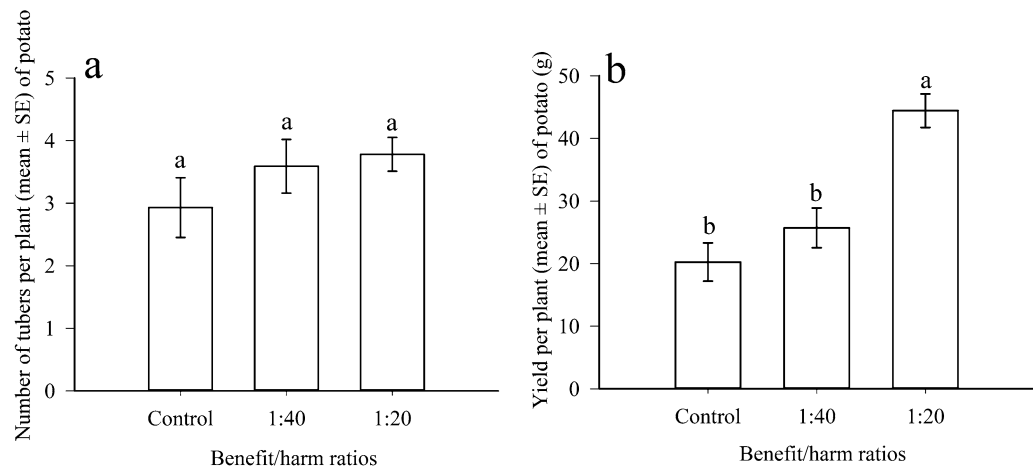 a
Number of tubers per plant (mean ± SE) of potato
5
4
3
2
1
0
a
a
a
Control
1:40
1:20
Benefit/harm ratios
b
Yield per plant (mean ± SE) of potato (g)
50
40
30
20
10
0
b
b
a
Control
1:40
1:20
Benefit/harm ratios